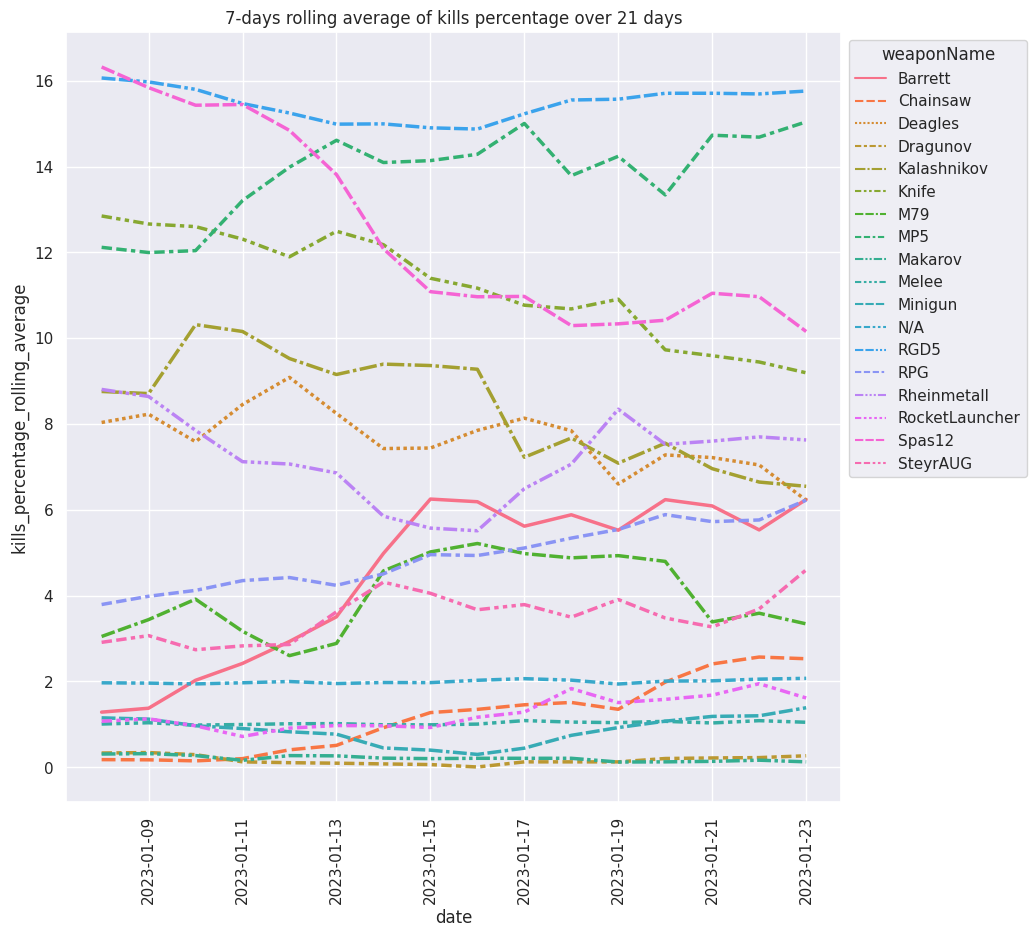 7-days rolling average of kills percentage over 21 days
kills_percentage_rolling_average
16
14
12
10
8
6
4
2
0
2023-01-09
2023-01-11
2023-01-13
2023-01-15
2023-01-17
2023-01-19
2023-01-21
2023-01-23
date
weaponName
Barrett
Chainsaw
Deagles
Dragunov
Kalashnikov
Knife
M79
MP5
Makarov
Melee
Minigun
N/A
RGD5
RPG
Rheinmetall
RocketLauncher
Spas12
SteyrAUG